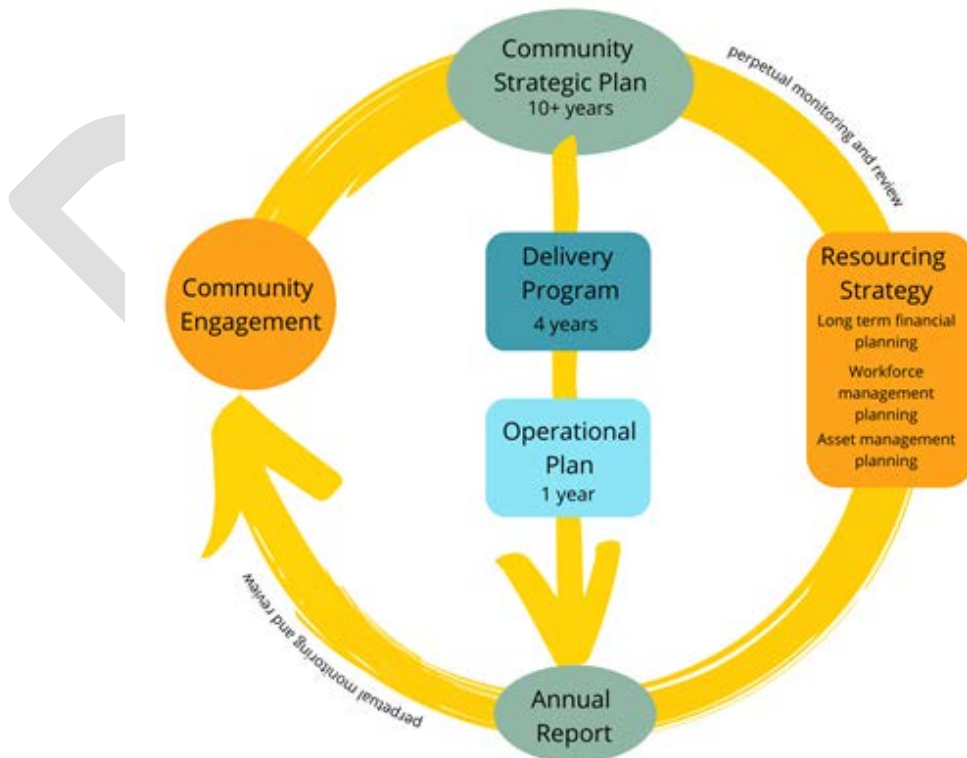 Community
Strategic Plan
10+ years
perpetual monitoring and review
Community
Engagement
Delivery
Program
4 years
Resourcing
Strategy
Long term financial
planning
Workforce
management
planning
Asset management
planning
Operational
Plan
1 year
perpetual monitoring and review
Annual
Report